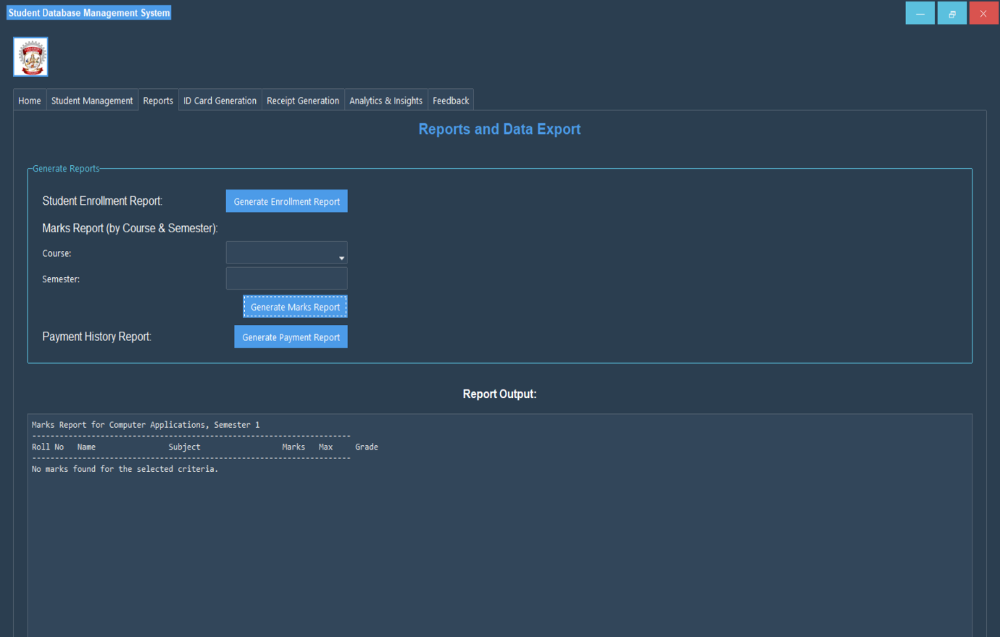 Student Database Management System
Home Student Management Reports ID Card Generation Receipt Generation Analytics & Insights Feedback
Reports and Data Export
Generate Reports
Student Enrollment Report: Generate Enrollment Report
Marks Report (by Course & Semester):
Course:
Semester:
Generate Marks Report
Payment History Report: Generate Payment Report
Report Output:
Marks Report for Computer Applications, Semester 1
----------------------------------------------------------------------
Roll No Name Subject Marks Max Grade
----------------------------------------------------------------------
No marks found for the selected criteria.